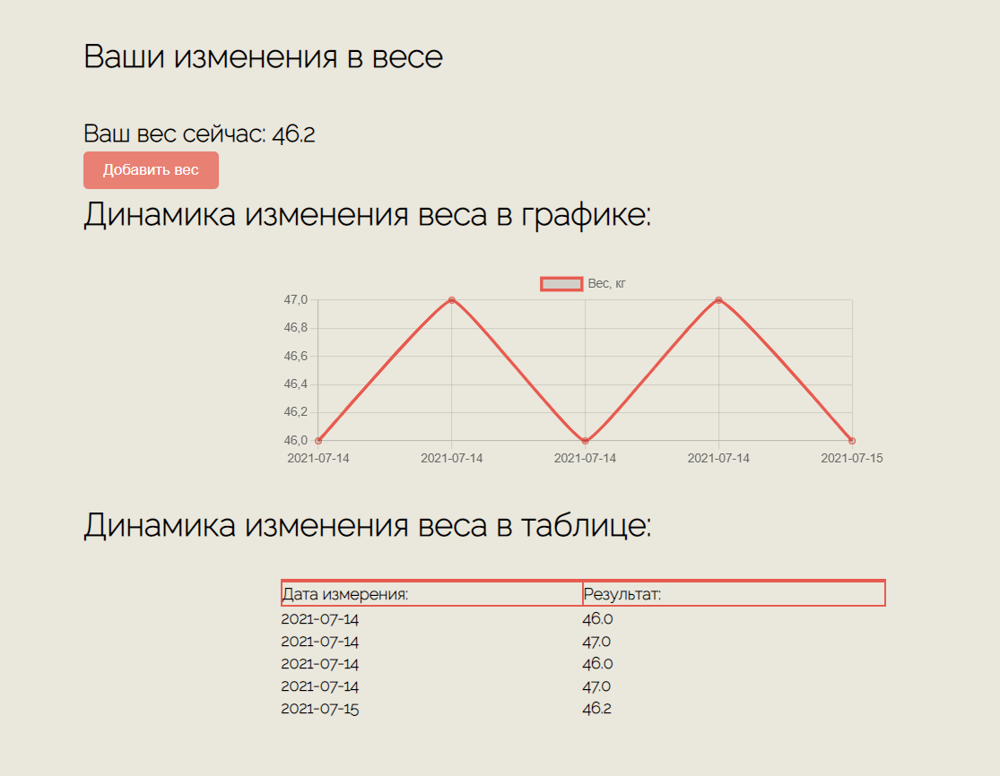 Ваши изменения в весе
Ваш вес сейчас: 46.2
Добавить вес
Динамика изменения веса в графике:
Вес, кг
47,0
46,8
46,6
46,4
46,2
46,0
2021-07-14 2021-07-14 2021-07-14 2021-07-14 2021-07-15
Динамика изменения веса в таблице:
Дата измерения: Результат:
2021-07-14 46.0
2021-07-14 47.0
2021-07-14 46.0
2021-07-14 47.0
2021-07-15 46.2